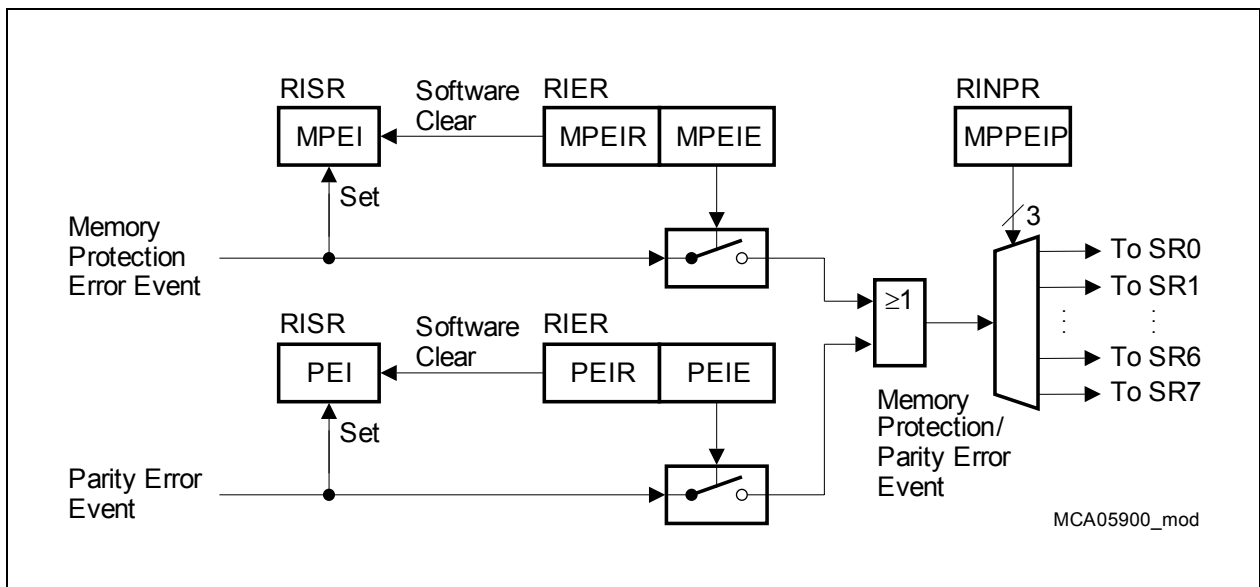 RISR
Software
Clear
RIER
RINPR
MPEI
MPEIR
MPEIE
MPPEIP
Set
3
Memory
Protection
Error Event
To SR0
To SR1
To SR6
To SR7
≥1
RISR
Software
Clear
RIER
PEI
PEIR
PEIE
Set
Memory
Protection/
Parity Error
Event
Parity Error
Event
MCA05900_mod